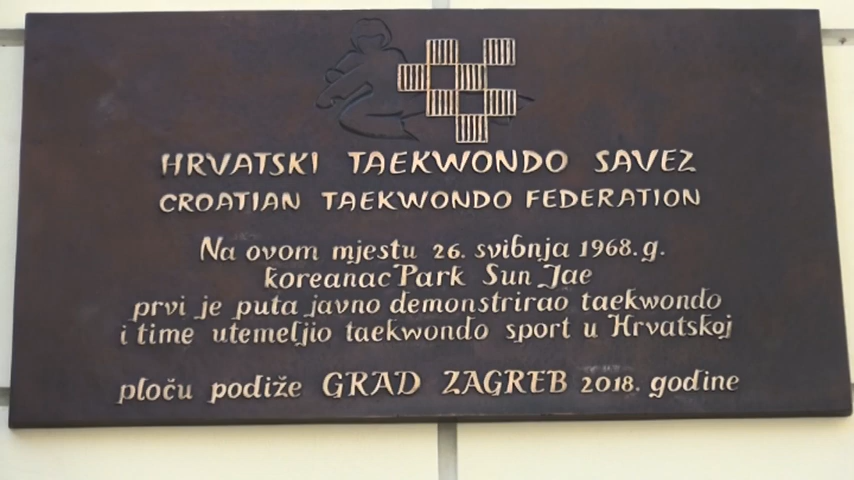 HRVATSKI TAEKWONDO SAVEZ
CROATIAN TAEKWONDO FEDERATION
Na ovom mjestu 26. svibnja 1968. g.
koreanac Park Sun Jae
prvi je puta javno demonstrirao taekwondo
i time utemeljio taekwondo sport u Hrvatskoj
ploču podiže GRAD ZAGREB 2018. godine